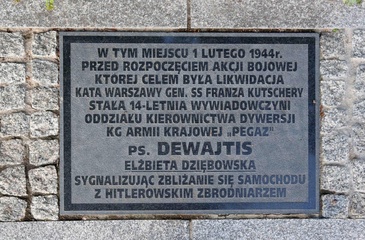 W TYM MIEJSCU 1 LUTEGO 1944r.
PRZED ROZPOCZĘCIEM AKCJI BOJOWEJ
KTÓREJ CELEM BYŁA LIKWIDACJA
KATA WARSZAWY GEN. SS FRANZA KUTSCHERY
STAŁA 14-LETNIA WYWIADOWCZYNI
ODDZIAŁU KIEROWNICTWA DYWERSJI
KG ARMII KRAJOWEJ „PEGAZ"
PS. DEWAJTIS
ELŻBIETA DZIĘBOWSKA
SYGNALIZUJĄC ZBLIŻANIE SIĘ SAMOCHODU
Z HITLEROWSKIM ZBRODNIARZEM